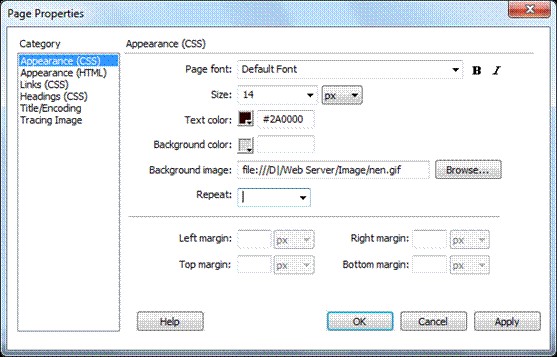 Page Properties
Category
Appearance (CSS)
Appearance (HTML)
Links (CSS)
Headings (CSS)
Title/Encoding
Tracing Image
Appearance (CSS)
Page font: Default Font B I
Size: 14 px
Text color: #2A0000
Background color:
Background image: file:///D|/Web Server/Image/nen.gif Browse...
Repeat:
Left margin: px Right margin: px
Top margin: px Bottom margin: px
Help OK Cancel Apply